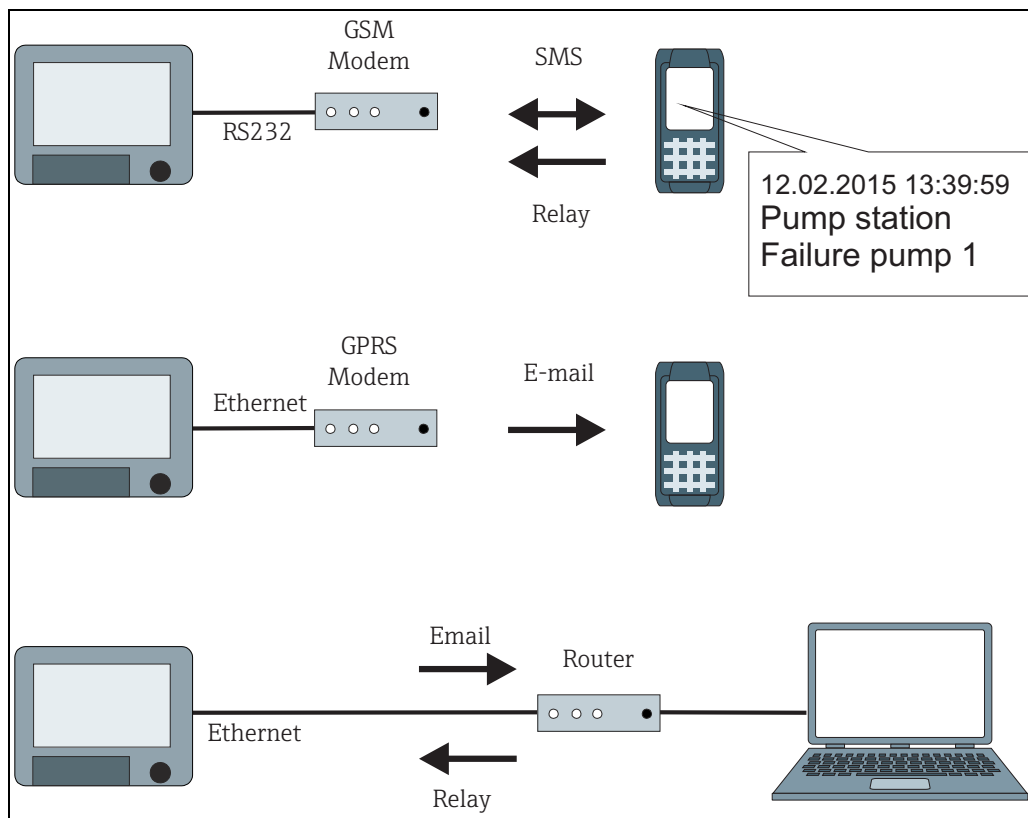 GSM
Modem
SMS
RS232
Relay
12.02.2015 13:39:59
Pump station
Failure pump 1
GPRS
Modem
E-mail
Ethernet
Email
Router
Ethernet
Relay